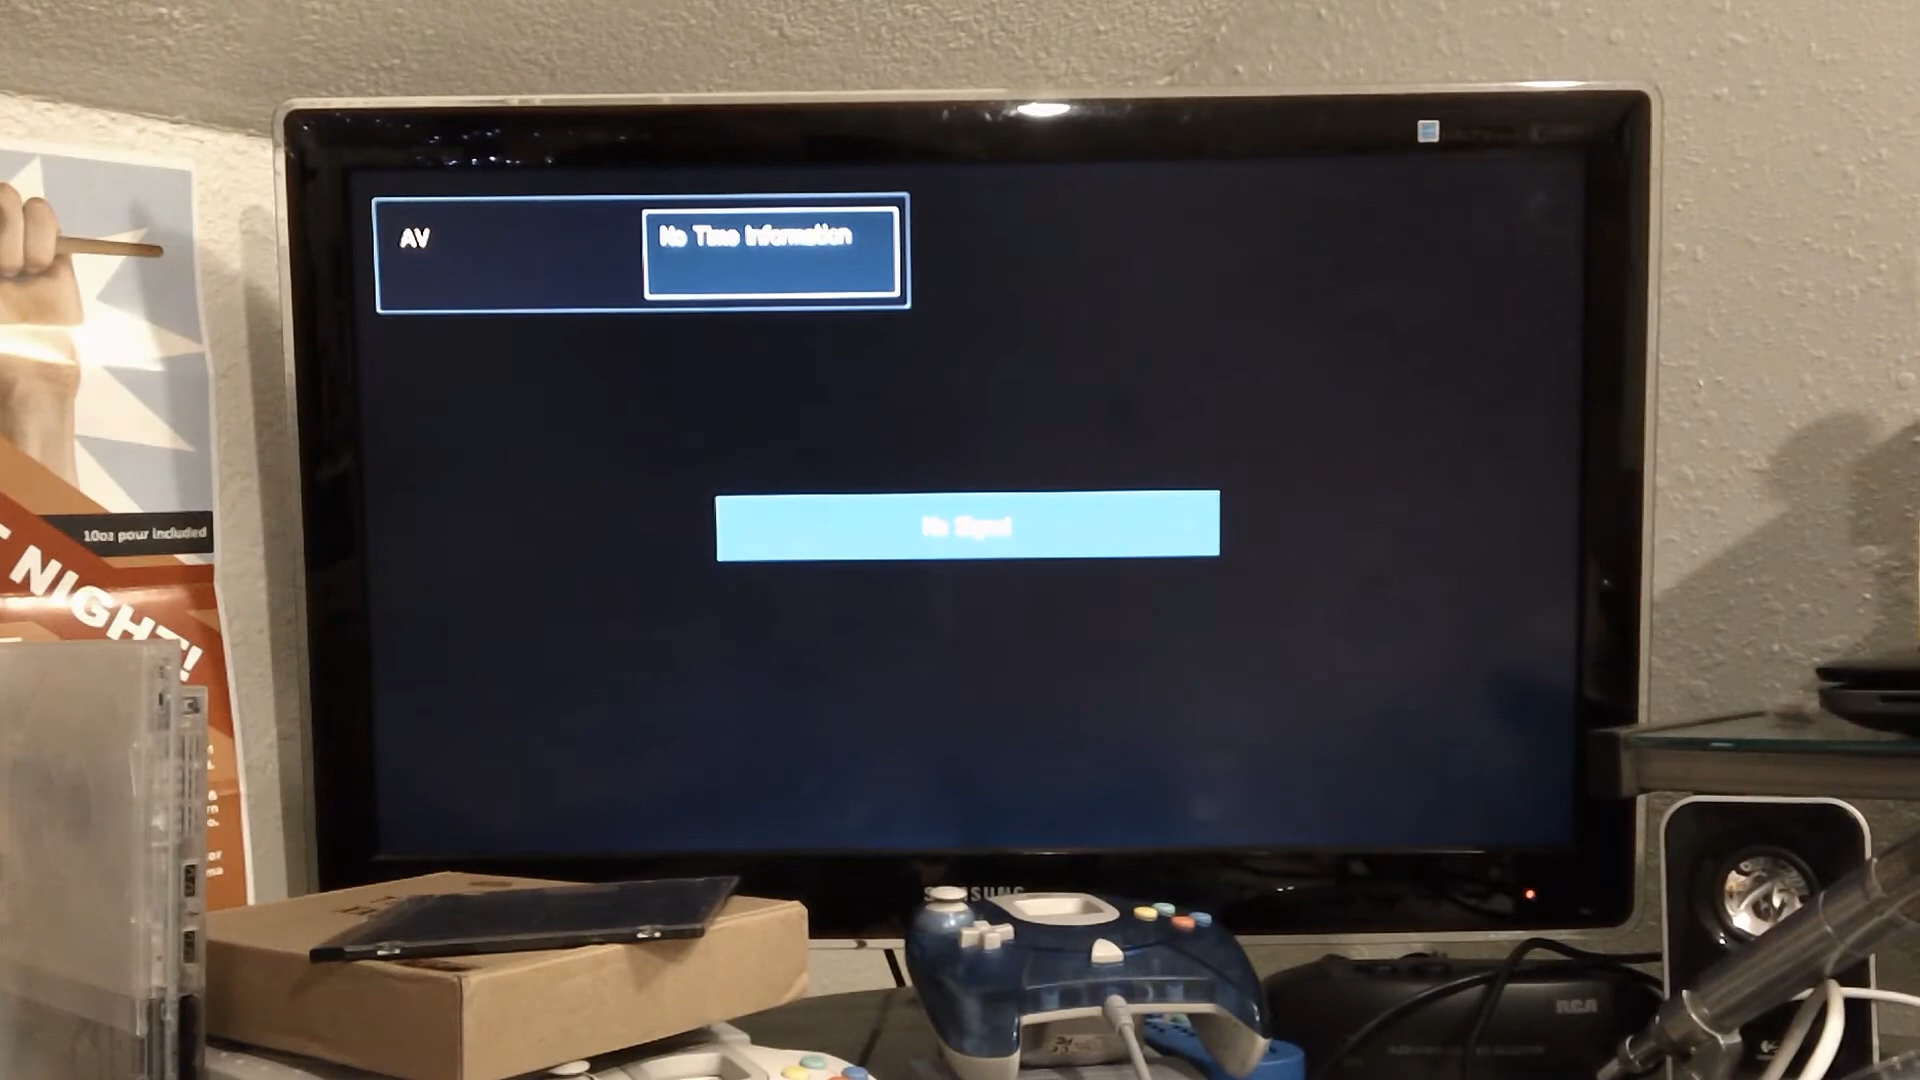 AV
No Time Information
No Signal
10oz pour included
NIGHT!
SAMSUNG
RCA